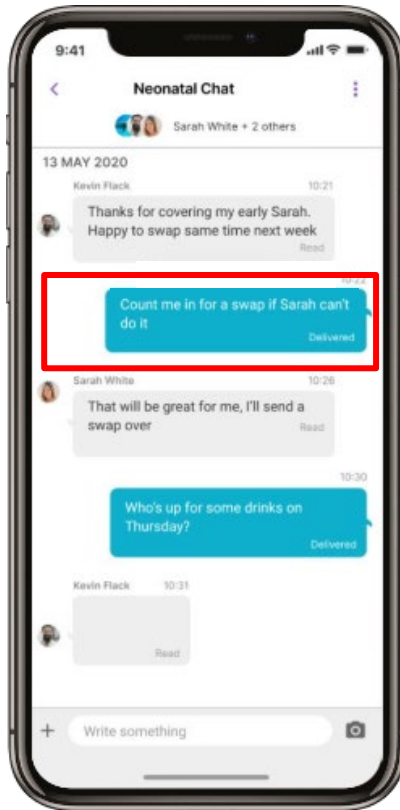 9:41
Neonatal Chat
Sarah White + 2 others
13 MAY 2020
Kevin Flack 10:21
Thanks for covering my early Sarah.
Happy to swap same time next week
Read
10:22
Count me in for a swap if Sarah can't
do it
Delivered
Sarah White 10:26
That will be great for me, I'll send a
swap over
Read
10:30
Who's up for some drinks on
Thursday?
Delivered
Kevin Flack 10:31
Read
Write something